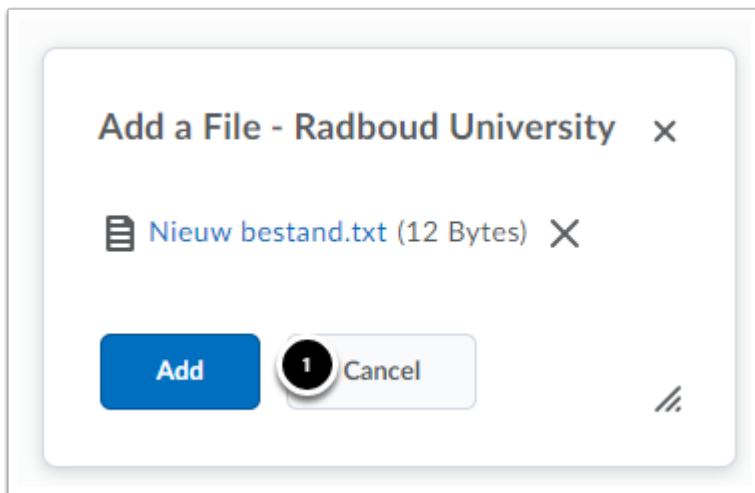 Add a File - Radboud University
Nieuw bestand.txt (12 Bytes)
Add 1 Cancel